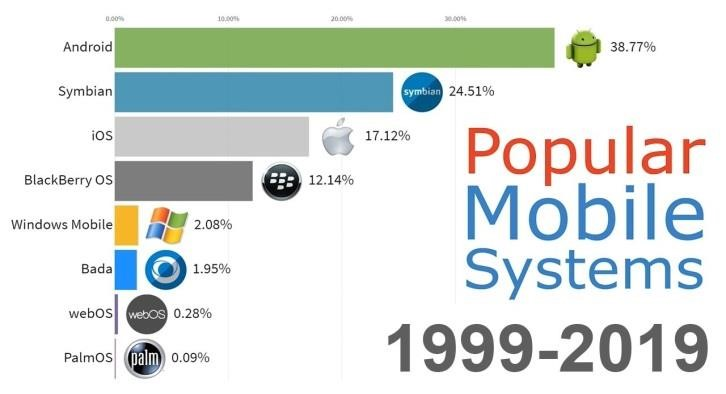 0.00% 10.00% 20.00% 30.00%
Android 38.77%
Symbian symbian 24.51%
iOS 17.12%
BlackBerry OS 12.14%
Windows Mobile 2.08%
Bada 1.95%
webOS webOS 0.28%
PalmOS palm 0.09%
Popular
Mobile
Systems
1999-2019